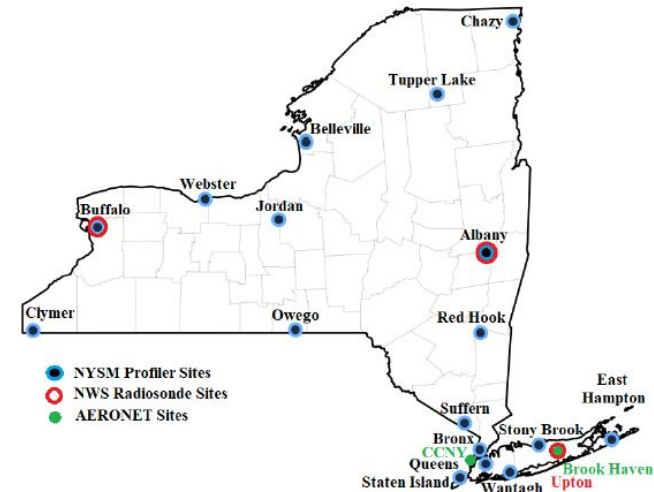 Chazy
Tupper Lake
Belleville
Webster
Jordan
Buffalo
Albany
Clymer
Owego
Red Hook
NYSM Profiler Sites
NWS Radiosonde Sites
AERONET Sites
East
Hampton
Suffern
Stony Brook
Bronx
CCNY
Queens
Brook Haven
Staten Island
Wantagh
Upton